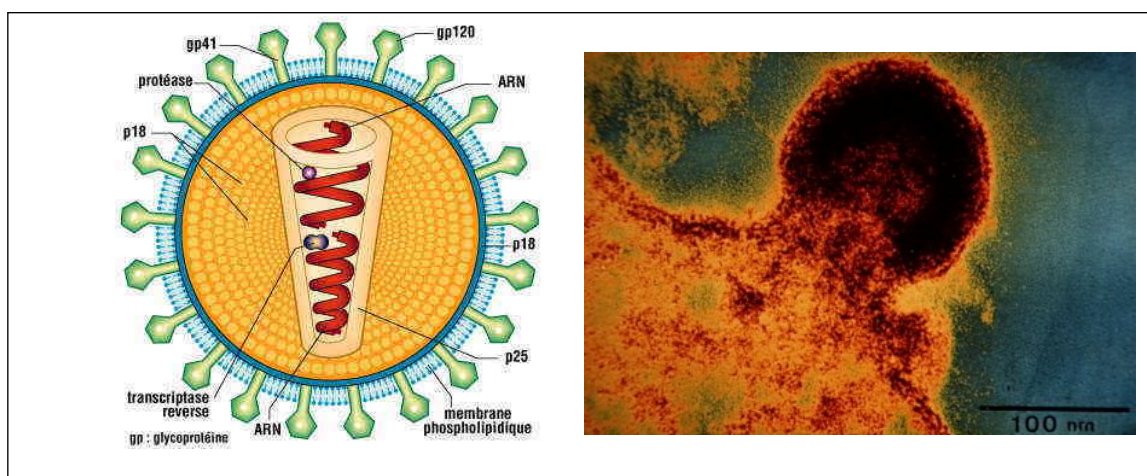 gp41
gp120
protéase
ARN
p18
p18
p25
transcriptase
reverse
ARN
membrane
phospholipidique
gp : glycoprotéine
100 nm